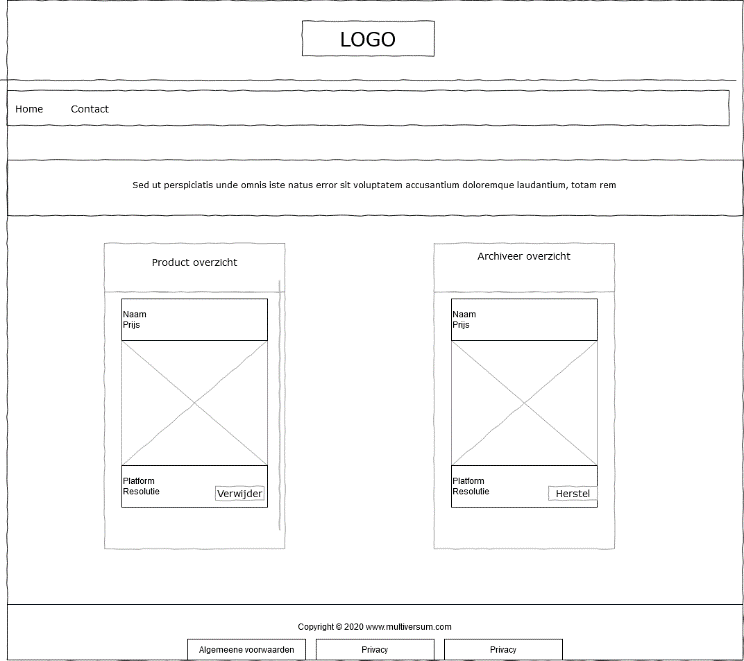 LOGO
Home Contact
Sed ut perspiciatis unde omnis iste natus error sit voluptatem accusantium doloremque laudantium, totam rem
Product overzicht
Naam
Prijs
Platform
Resolutie
Verwijder
Archiveer overzicht
Naam
Prijs
Platform
Resolutie
Herstel
Copyright © 2020 www.multiversum.com
Algemeene voorwaarden Privacy Privacy